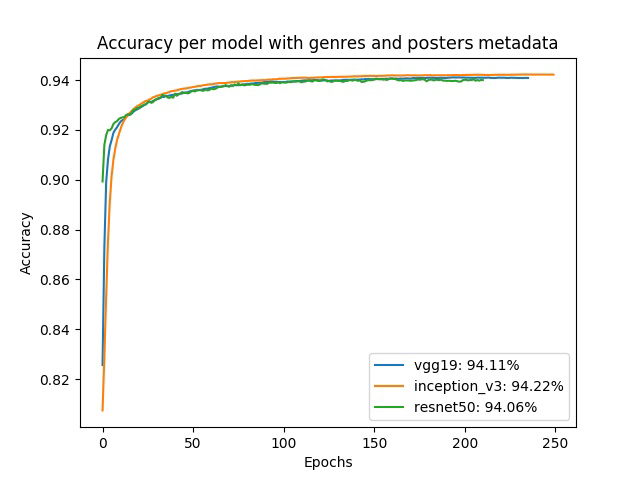 Accuracy per model with genres and posters metadata
Accuracy
0.94
0.92
0.90
0.88
0.86
0.84
0.82
vgg19: 94.11%
inception_v3: 94.22%
resnet50: 94.06%
0 50 100 150 200 250
Epochs